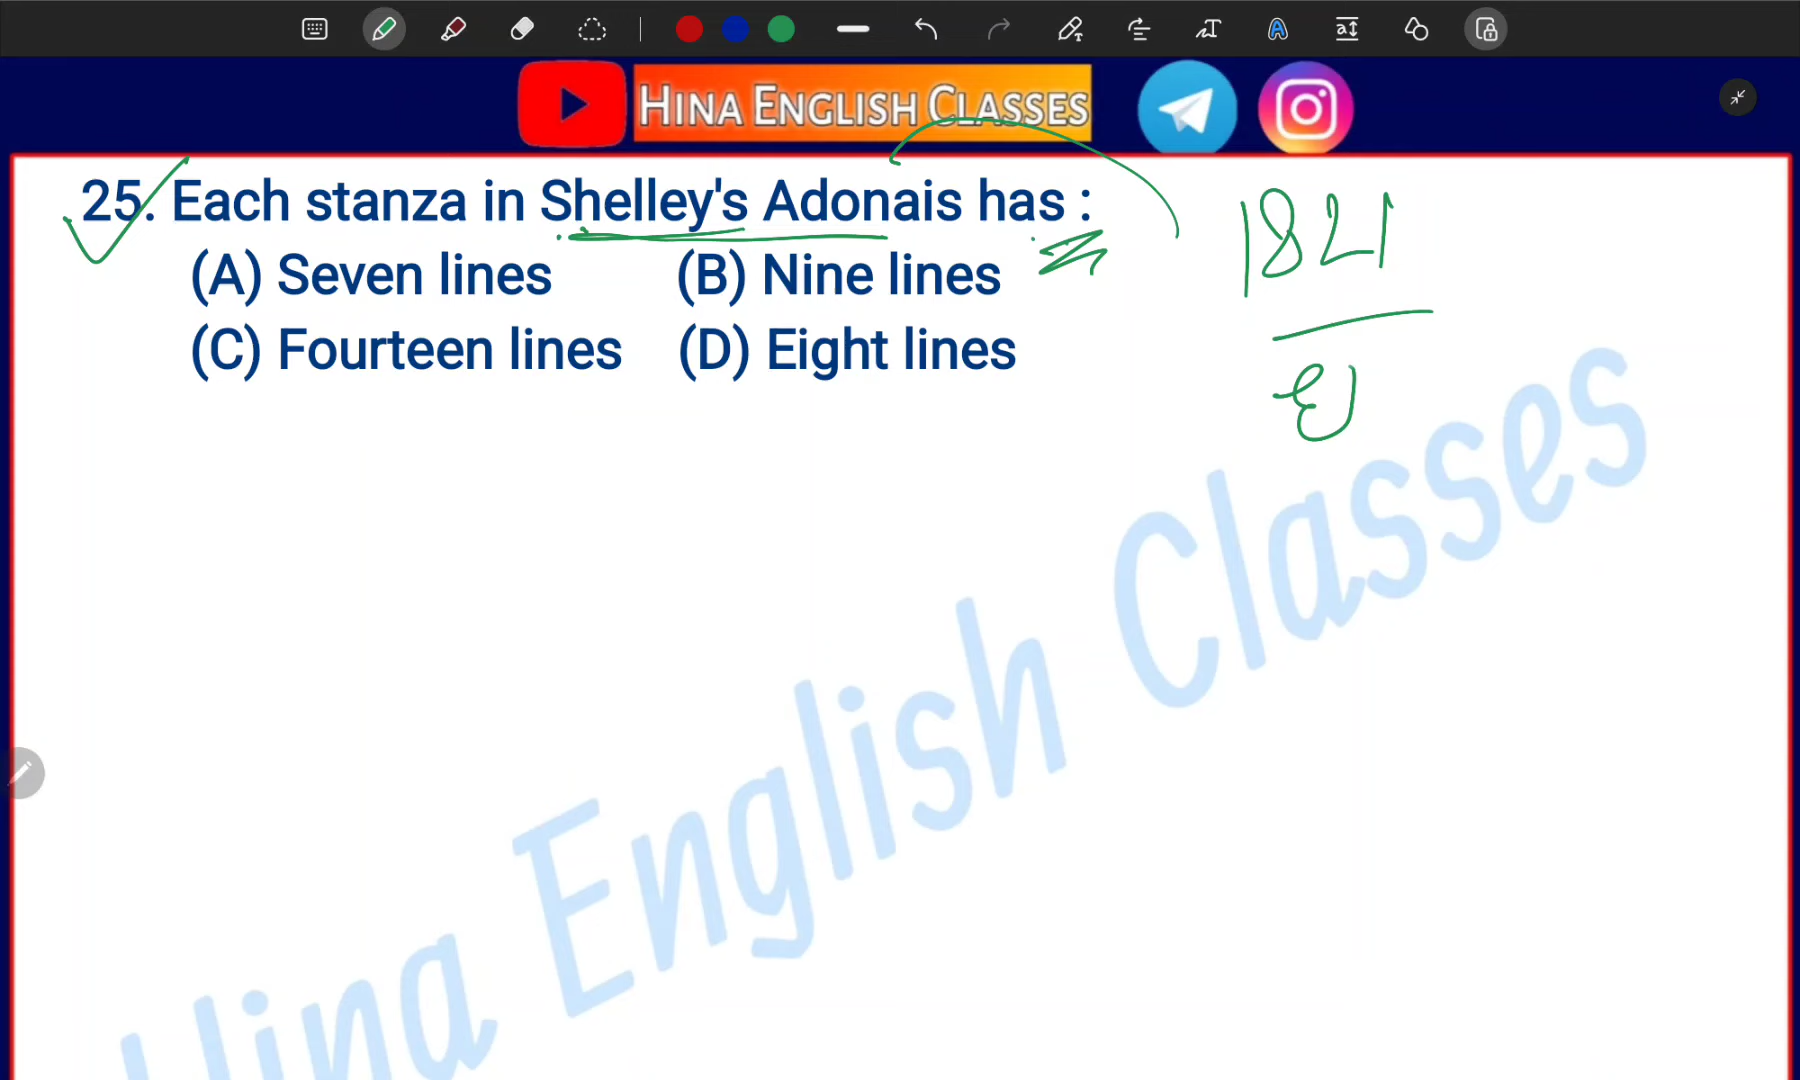 HINA ENGLISH CLASSES
25. Each stanza in Shelley's Adonais has :
(A) Seven lines (B) Nine lines
(C) Fourteen lines (D) Eight lines
1821
Hina English Classes